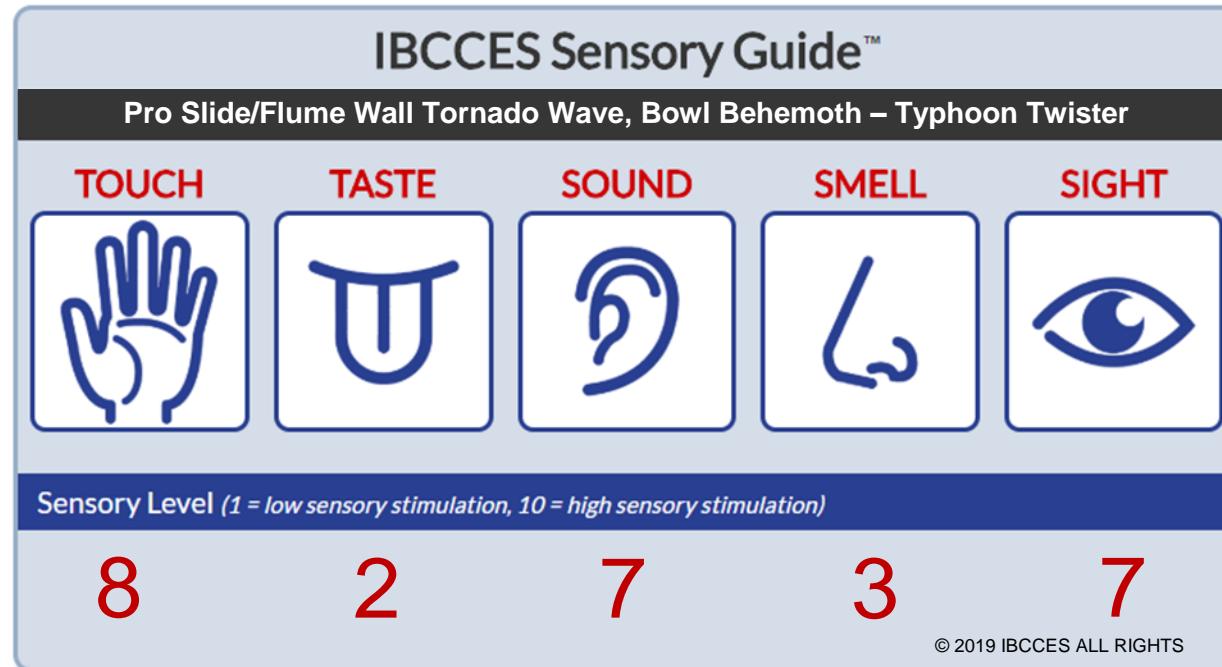 IBCCES Sensory Guide™
Pro Slide/Flume Wall Tornado Wave, Bowl Behemoth – Typhoon Twister
TOUCH TASTE SOUND SMELL SIGHT
Sensory Level (1 = low sensory stimulation, 10 = high sensory stimulation)
8 2 7 3 7
© 2019 IBCCES ALL RIGHTS